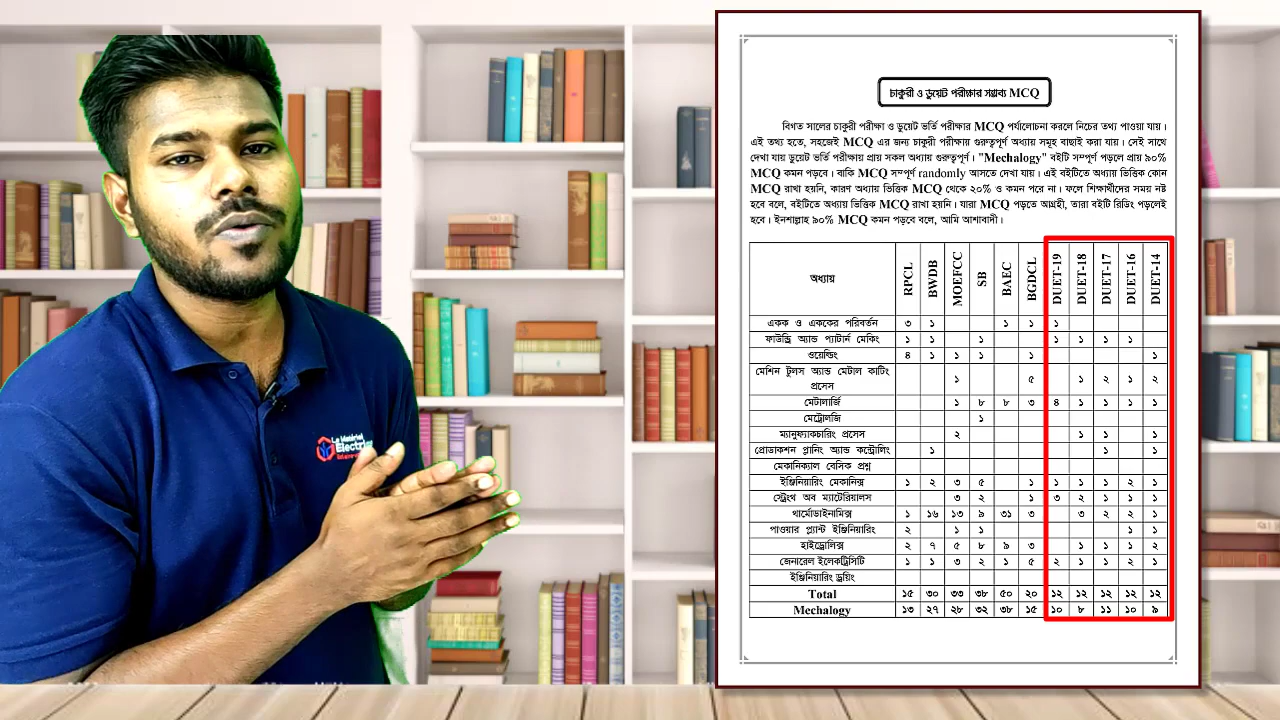 La Matériel
Electrica
চাকুরী ও ডুয়েট পরীক্ষার সম্ভাব্য MCQ
বিগত সালের চাকুরী পরীক্ষা ও ডুয়েট ভর্তি পরীক্ষার MCQ পর্যালোচনা করলে নিচের তথ্য পাওয়া যায়।
এই তথ্য হতে, সহজেই MCQ এর জন্য চাকুরী পরীক্ষায় গুরুত্বপূর্ণ অধ্যায় সমূহ বাছাই করা যায়। সেই সাথে
দেখা যায় ডুয়েট ভর্তি পরীক্ষায় প্রায় সকল অধ্যায় গুরুত্বপূর্ণ। "Mechalogy" বইটি সম্পূর্ণ পড়লে প্রায় ৯০%
MCQ কমন পড়বে। বাকি MCQ সম্পূর্ণ randomly আসতে দেখা যায়। এই বইটিতে অধ্যায় ভিত্তিক কোন
MCQ রাখা হয়নি, কারণ অধ্যায় ভিত্তিক MCQ থেকে ২০% ও কমন পরে না। ফলে শিক্ষার্থীদের সময় নষ্ট
হবে বলে, বইটিতে অধ্যায় ভিত্তিক MCQ রাখা হয়নি। যারা MCQ পড়তে আগ্রহী, তারা বইটি রিডিং পড়লেই
হবে। ইনশাল্লাহ ৯০% MCQ কমন পড়বে বলে, আমি আশাবাদী।
অধ্যায় RPCL BWDB MOEFCC SB BAEC BGDCL DUET-19 DUET-18 DUET-17 DUET-16 DUET-14
একক ও এককের পরিবর্তন ৩ ১ ১ ১ ১
ফাউন্ড্রি অ্যান্ড প্যাটার্ন মেকিং ১ ১ ১ ১ ১ ১ ১
ওয়েল্ডিং ৪ ১ ১ ১ ১ ১
মেশিন টুলস অ্যান্ড মেটাল কাটিং
প্রসেস ১ ৫ ১ ২ ১ ২
মেটালার্জি ১ ৮ ৮ ৩ ৪ ১ ১ ১ ১
মেট্রোলজি ১
ম্যানুফ্যাকচারিং প্রসেস ২ ১ ১ ১
প্রোডাকশন প্লানিং অ্যান্ড কন্ট্রোলিং ১ ১ ১
মেকানিক্যাল বেসিক প্রশ্ন
ইঞ্জিনিয়ারিং মেকানিক্স ১ ২ ৩ ৫ ১ ১ ১ ১ ২ ১
স্ট্রেংথ অব ম্যাটেরিয়ালস ৩ ২ ১ ৩ ২ ১ ১ ১
থার্মোডাইনামিক্স ১ ১৬ ১৩ ৯ ৩১ ৩ ৩ ২ ২ ১
পাওয়ার প্ল্যান্ট ইঞ্জিনিয়ারিং ২ ১ ১ ১ ১
হাইড্রোলিক্স ২ ৭ ৫ ৮ ৯ ৩ ১ ১ ১ ২
জেনারেল ইলেকট্রিসিটি ১ ১ ৩ ২ ১ ৫ ২ ১ ১ ২ ১
ইঞ্জিনিয়ারিং ড্রয়িং
Total ১৫ ৩০ ৩৩ ৩৮ ৫০ ২০ ১২ ১২ ১২ ১২ ১২
Mechalogy ১৩ ২৭ ২৮ ৩২ ৩৮ ১৫ ১০ ৮ ১১ ১০ ৯